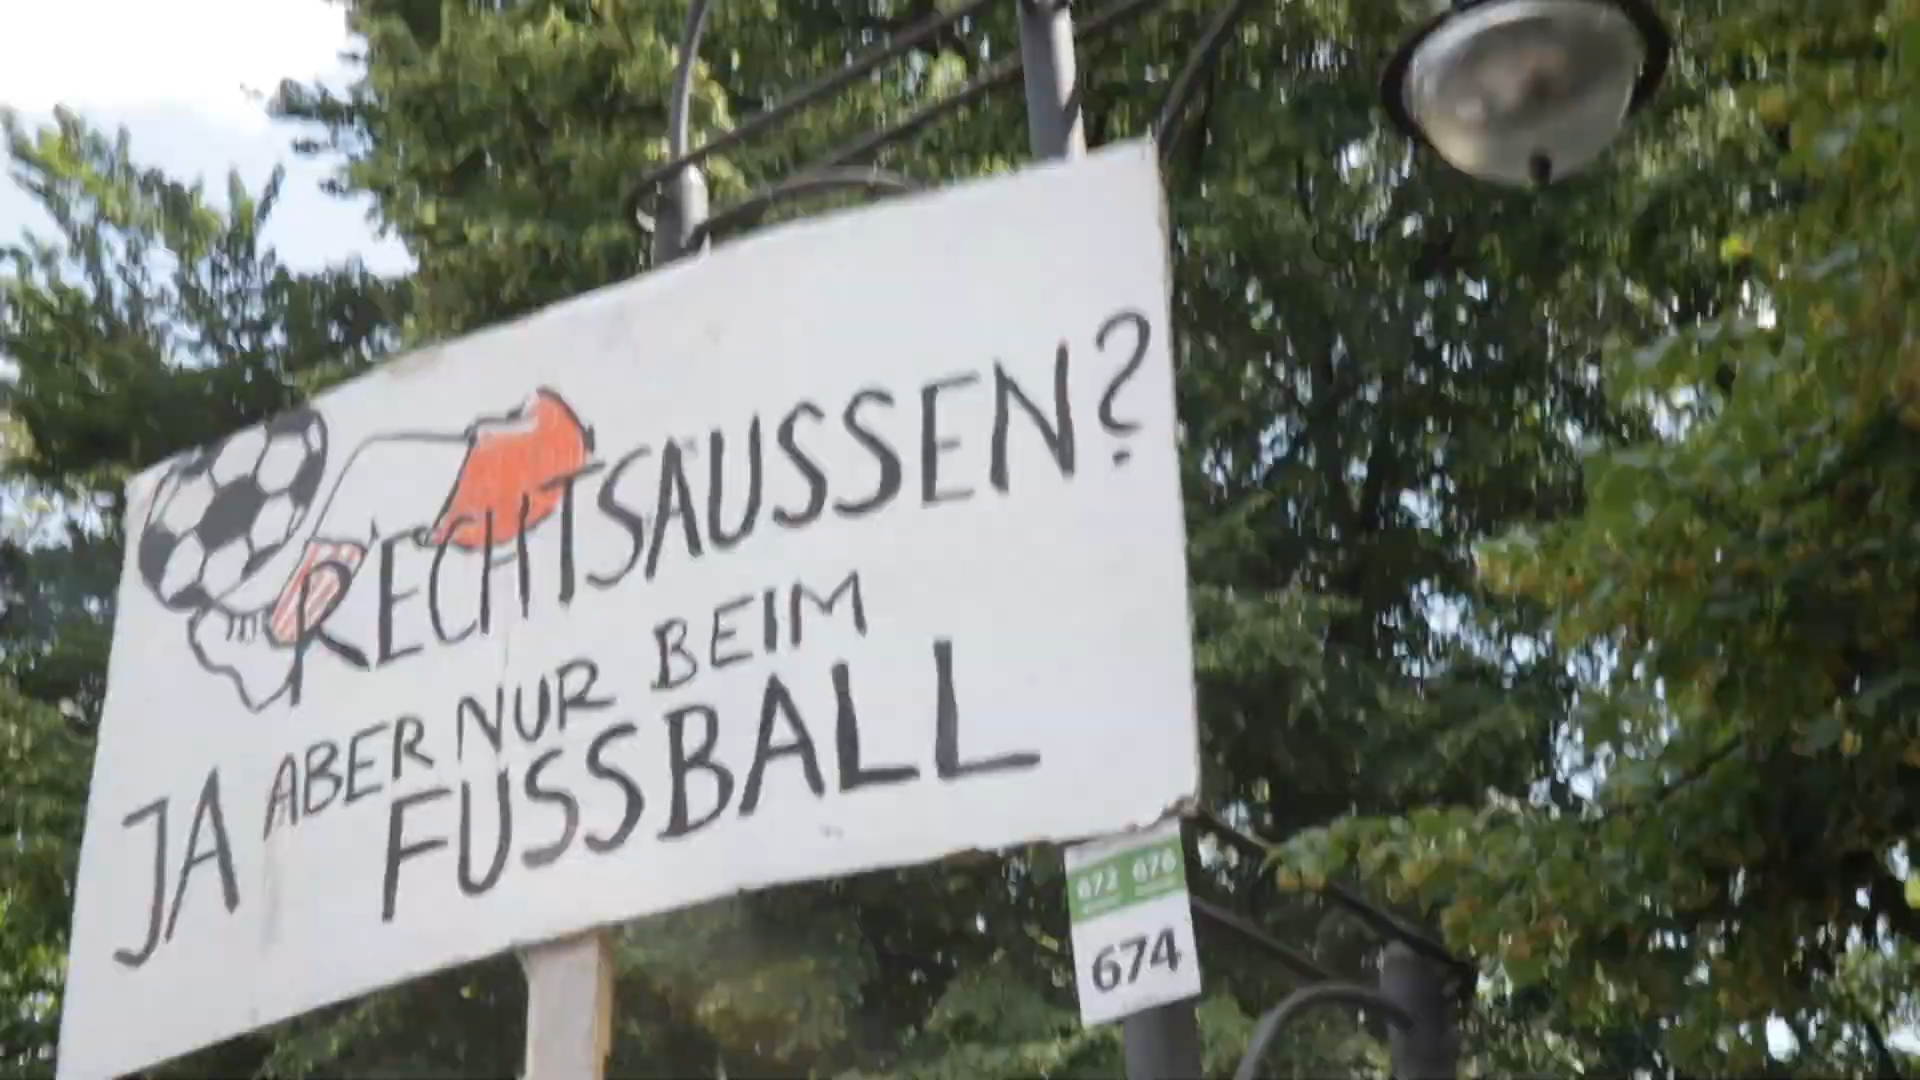 RECHTSAUSSEN?
JA ABER NUR BEIM
FUSSBALL
672 676
674